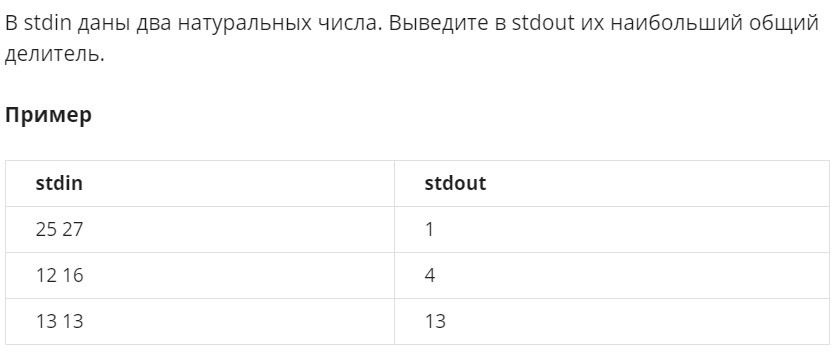 В stdin даны два натуральных числа. Выведите в stdout их наибольший общий
делитель.
Пример
stdin stdout
25 27 1
12 16 4
13 13 13